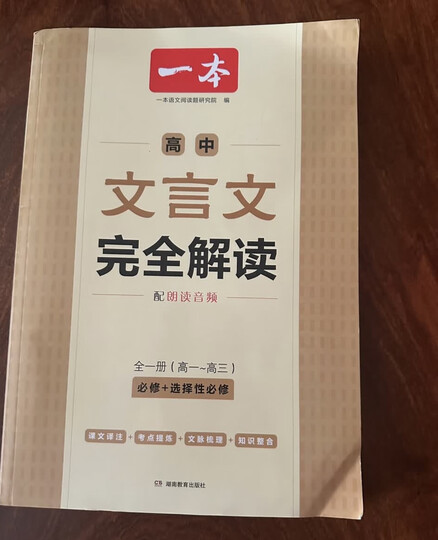 一本
一本语文阅读题研究院 编
高中
文言文
完全解读
配朗读音频
全一册（高一~高三）
必修+选择性必修
课文译注+考点提炼+文脉梳理+知识整合
湖南教育出版社